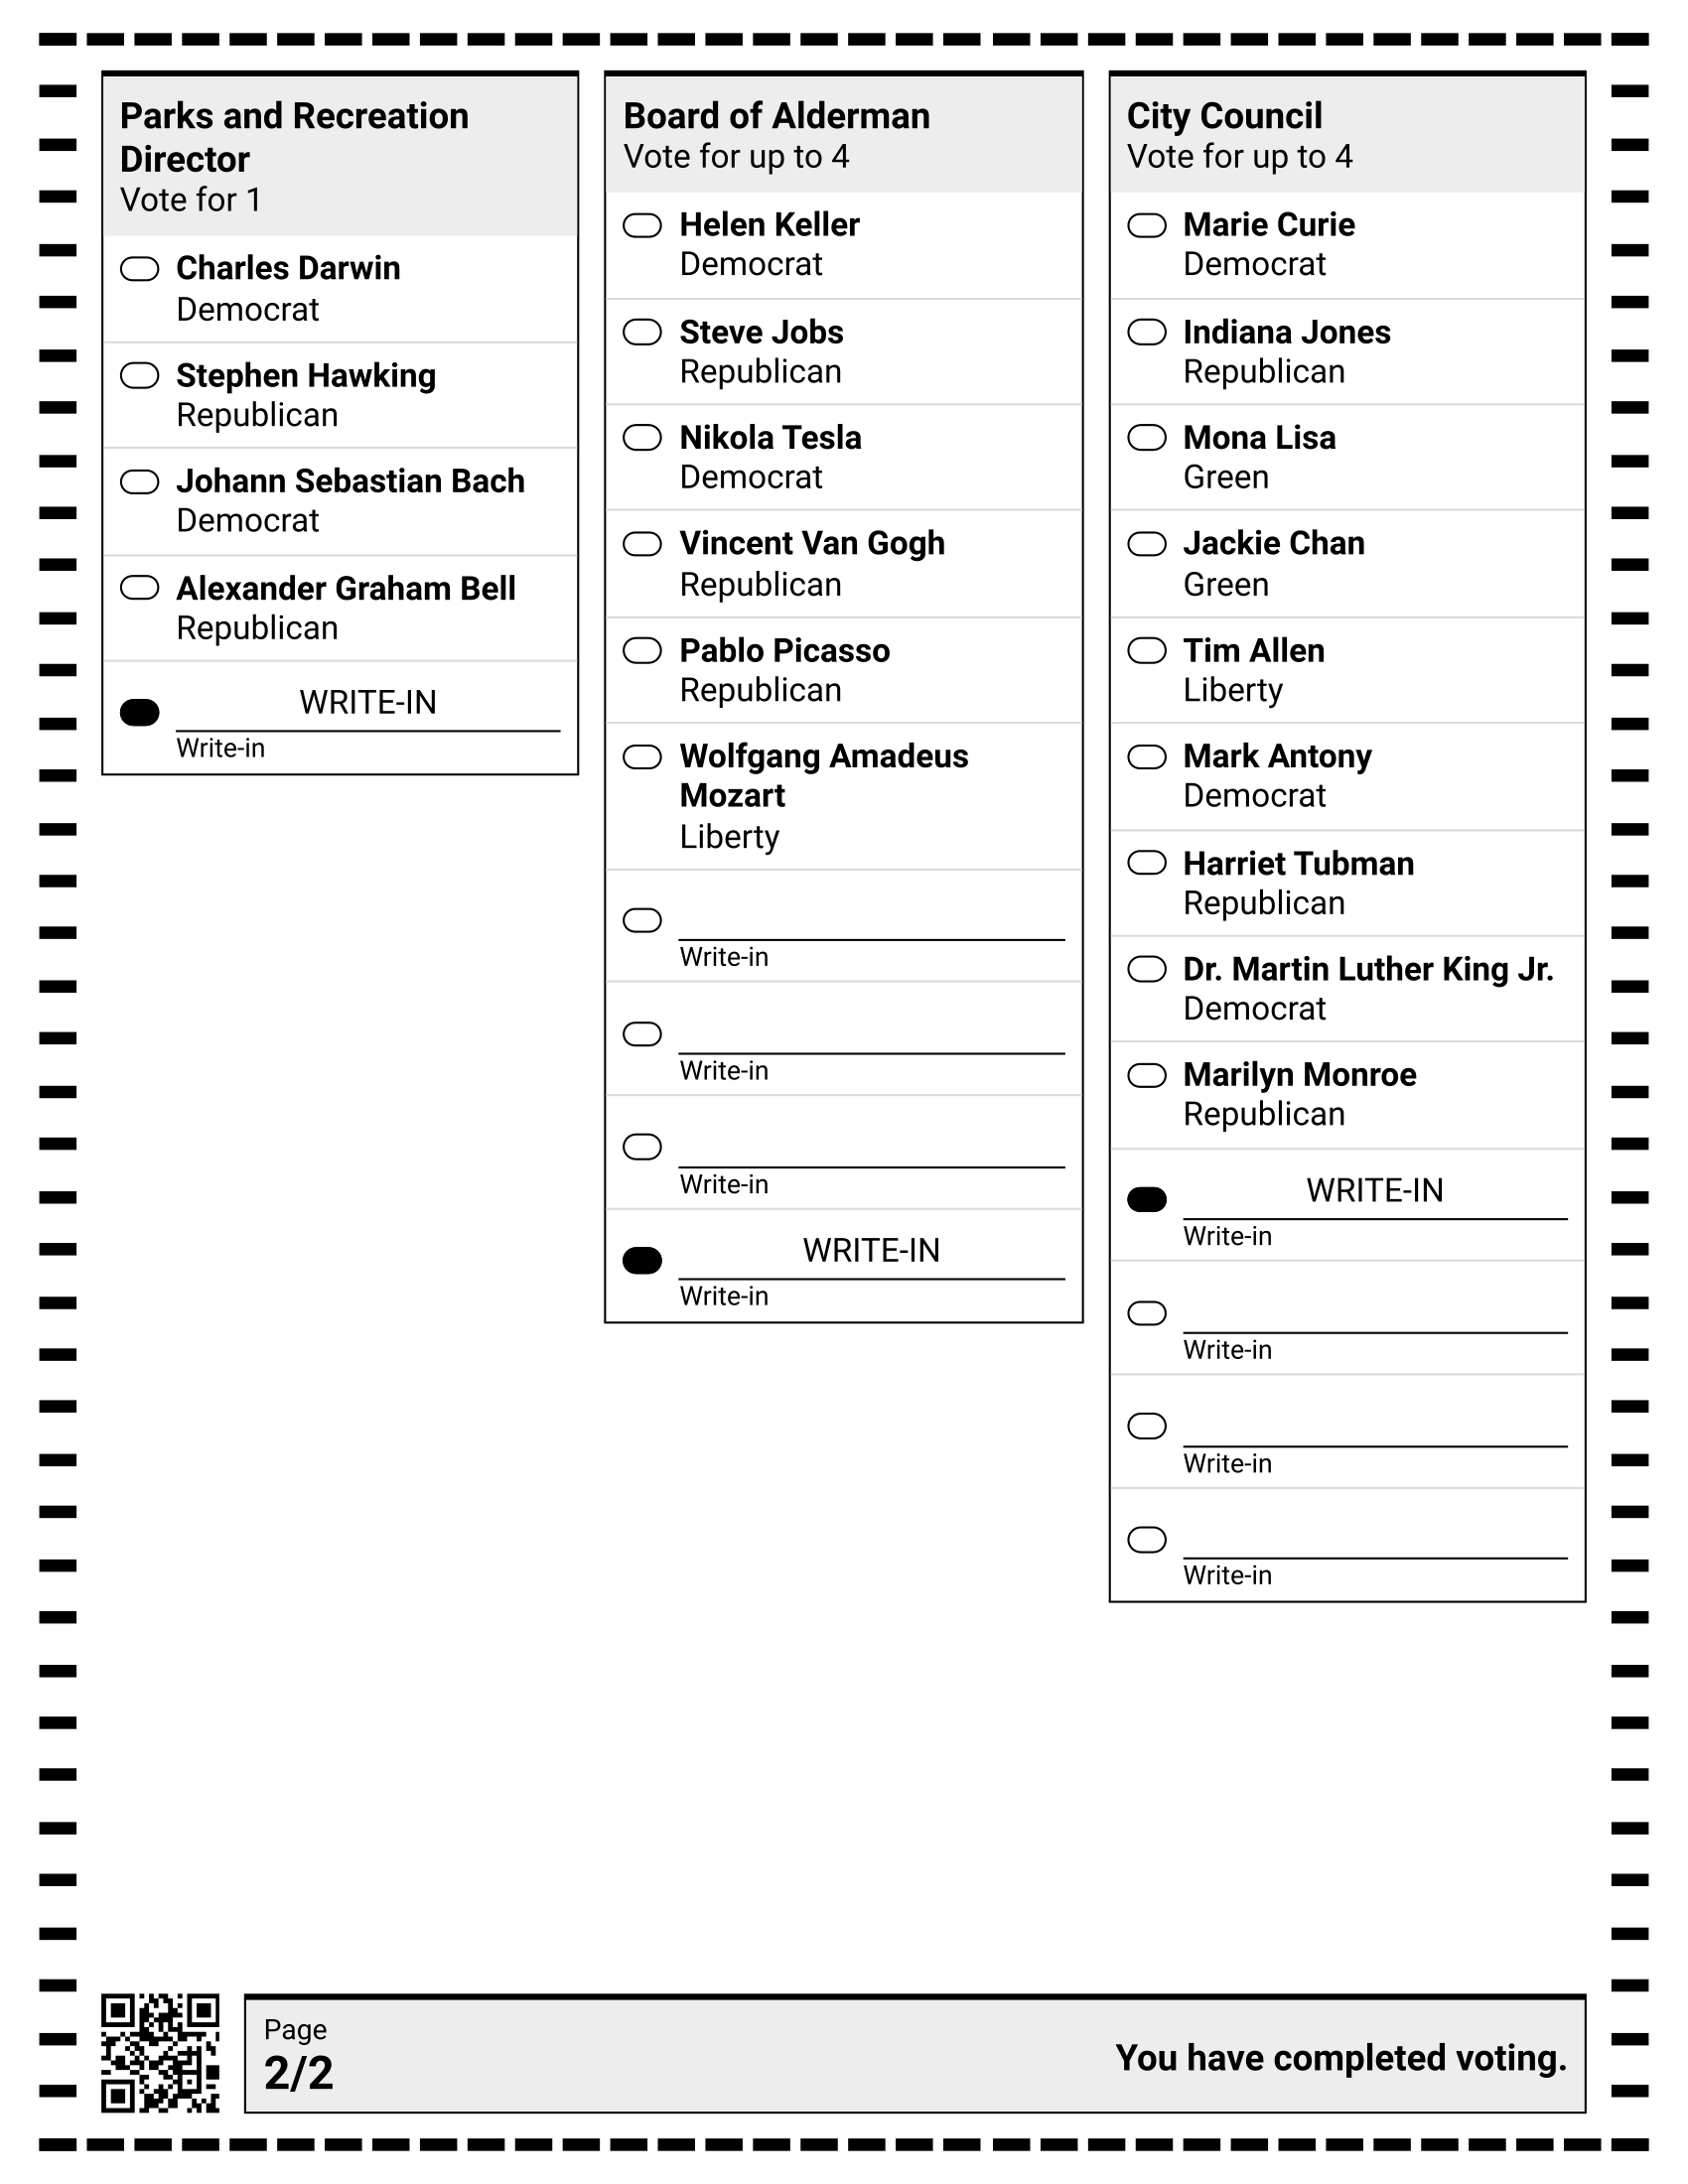 Parks and Recreation
Director
Vote for 1
Charles Darwin
Democrat
Stephen Hawking
Republican
Johann Sebastian Bach
Democrat
Alexander Graham Bell
Republican
WRITE-IN
Write-in
Board of Alderman
Vote for up to 4
Helen Keller
Democrat
Steve Jobs
Republican
Nikola Tesla
Democrat
Vincent Van Gogh
Republican
Pablo Picasso
Republican
Wolfgang Amadeus
Mozart
Liberty
Write-in
Write-in
Write-in
WRITE-IN
Write-in
City Council
Vote for up to 4
Marie Curie
Democrat
Indiana Jones
Republican
Mona Lisa
Green
Jackie Chan
Green
Tim Allen
Liberty
Mark Antony
Democrat
Harriet Tubman
Republican
Dr. Martin Luther King Jr.
Democrat
Marilyn Monroe
Republican
WRITE-IN
Write-in
Write-in
Write-in
Write-in
Page
2/2
You have completed voting.